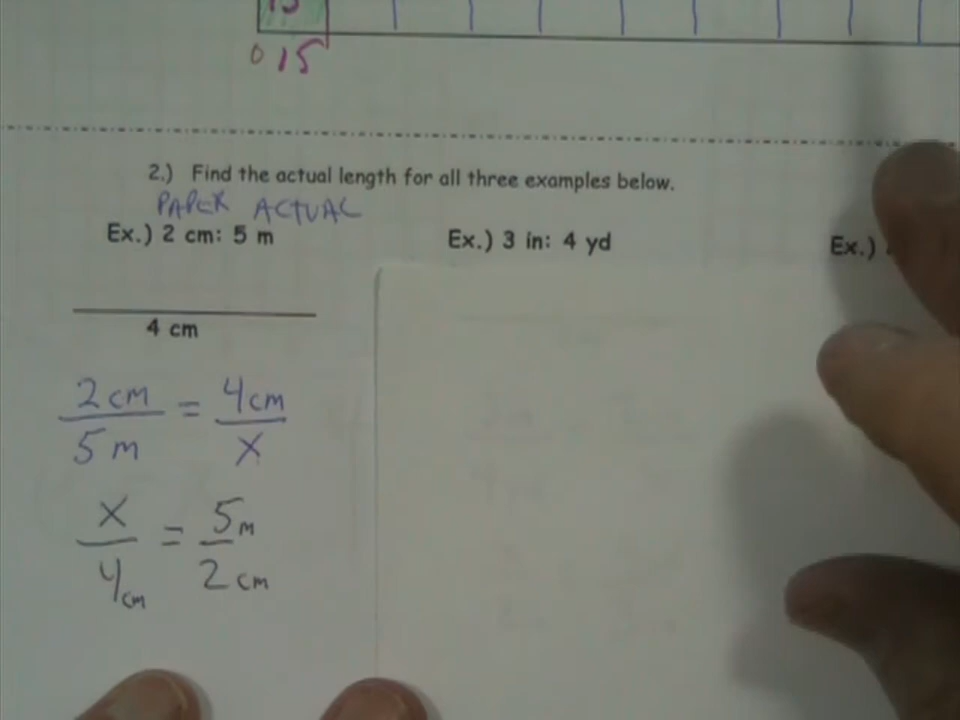 15
0 15
2.) Find the actual length for all three examples below.
PAPER ACTUAL
Ex.) 2 cm: 5 m
Ex.) 3 in: 4 yd
Ex.)
4 cm
2 cm / 5 m = 4 cm / x
x / 4 cm = 5 m / 2 cm